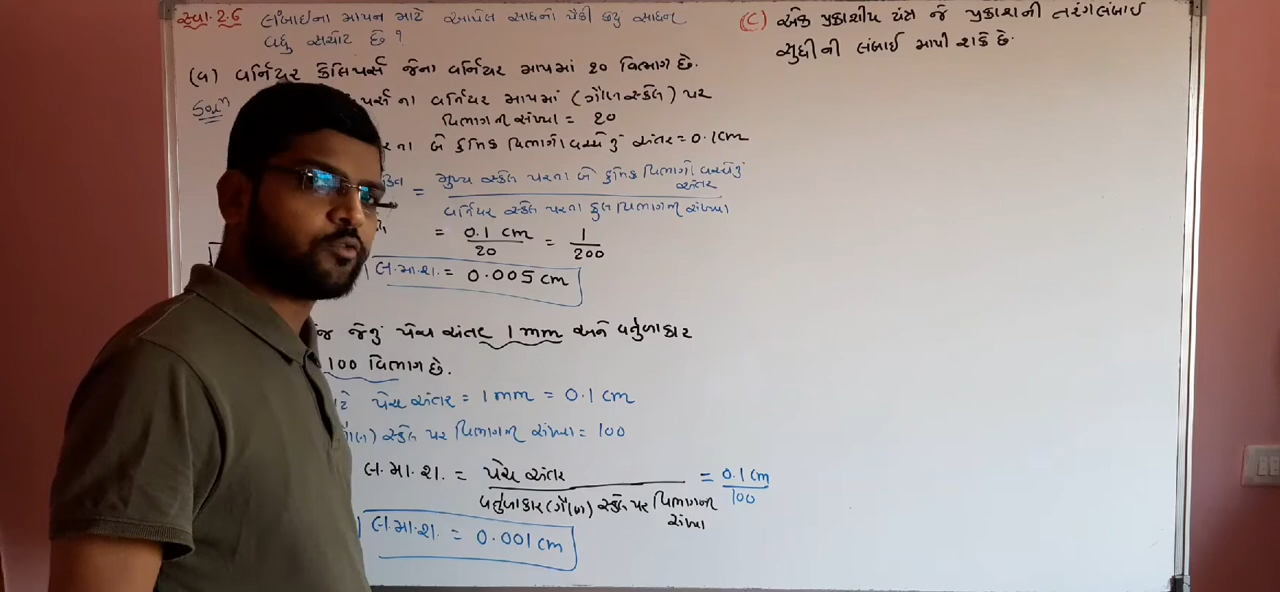 સ્વા. 2.6 લંબાઈના માપન માટે આપેલ સાધનો પૈકી કયુ સાધન
વધુ સચોટ છે ?
(a) વર્નિયર કેલિપર્સ જેના વર્નિયર માપમાં 20 વિભાગ છે.
Solⁿ પર્સ ના વર્નિયર માપમાં (ગૌણ સ્કેલ) પર
વિભાગની સંખ્યા = 20
રના બે ક્રમિક વિભાગો વચ્ચેનું અંતર = 0.1cm
= મુખ્ય સ્કેલ પરના બે ક્રમિક વિભાગો વચ્ચેનું
અંતર
વર્નિયર સ્કેલ પરના કુલ વિભાગની સંખ્યા
= 0.1 cm / 20 = 1 / 200
લ.મા.શ. = 0.005 cm
જ જેનું પેચ અંતર 1 mm અને વર્તુળાકાર
100 વિભાગ છે.
ટે પેચ અંતર = 1 mm = 0.1 cm
સ્કેલ પર વિભાગની સંખ્યા = 100
લ.મા.શ. = પેચ અંતર = 0.1 cm
વર્તુળાકાર (ગૌણ) સ્કેલ પર વિભાગની 100
સંખ્યા
લ.મા.શ. = 0.001 cm
(C) એક પ્રકાશીય યંત્ર જે પ્રકાશની તરંગલંબાઈ
સુધીની લંબાઈ માપી શકે છે.